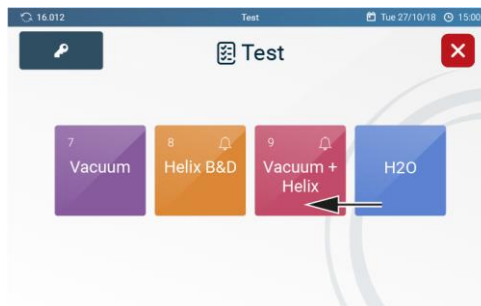 16.012 Test Tue 27/10/18 15:00
Test
7
Vacuum
8
Helix B&D
9
Vacuum +
Helix
H2O